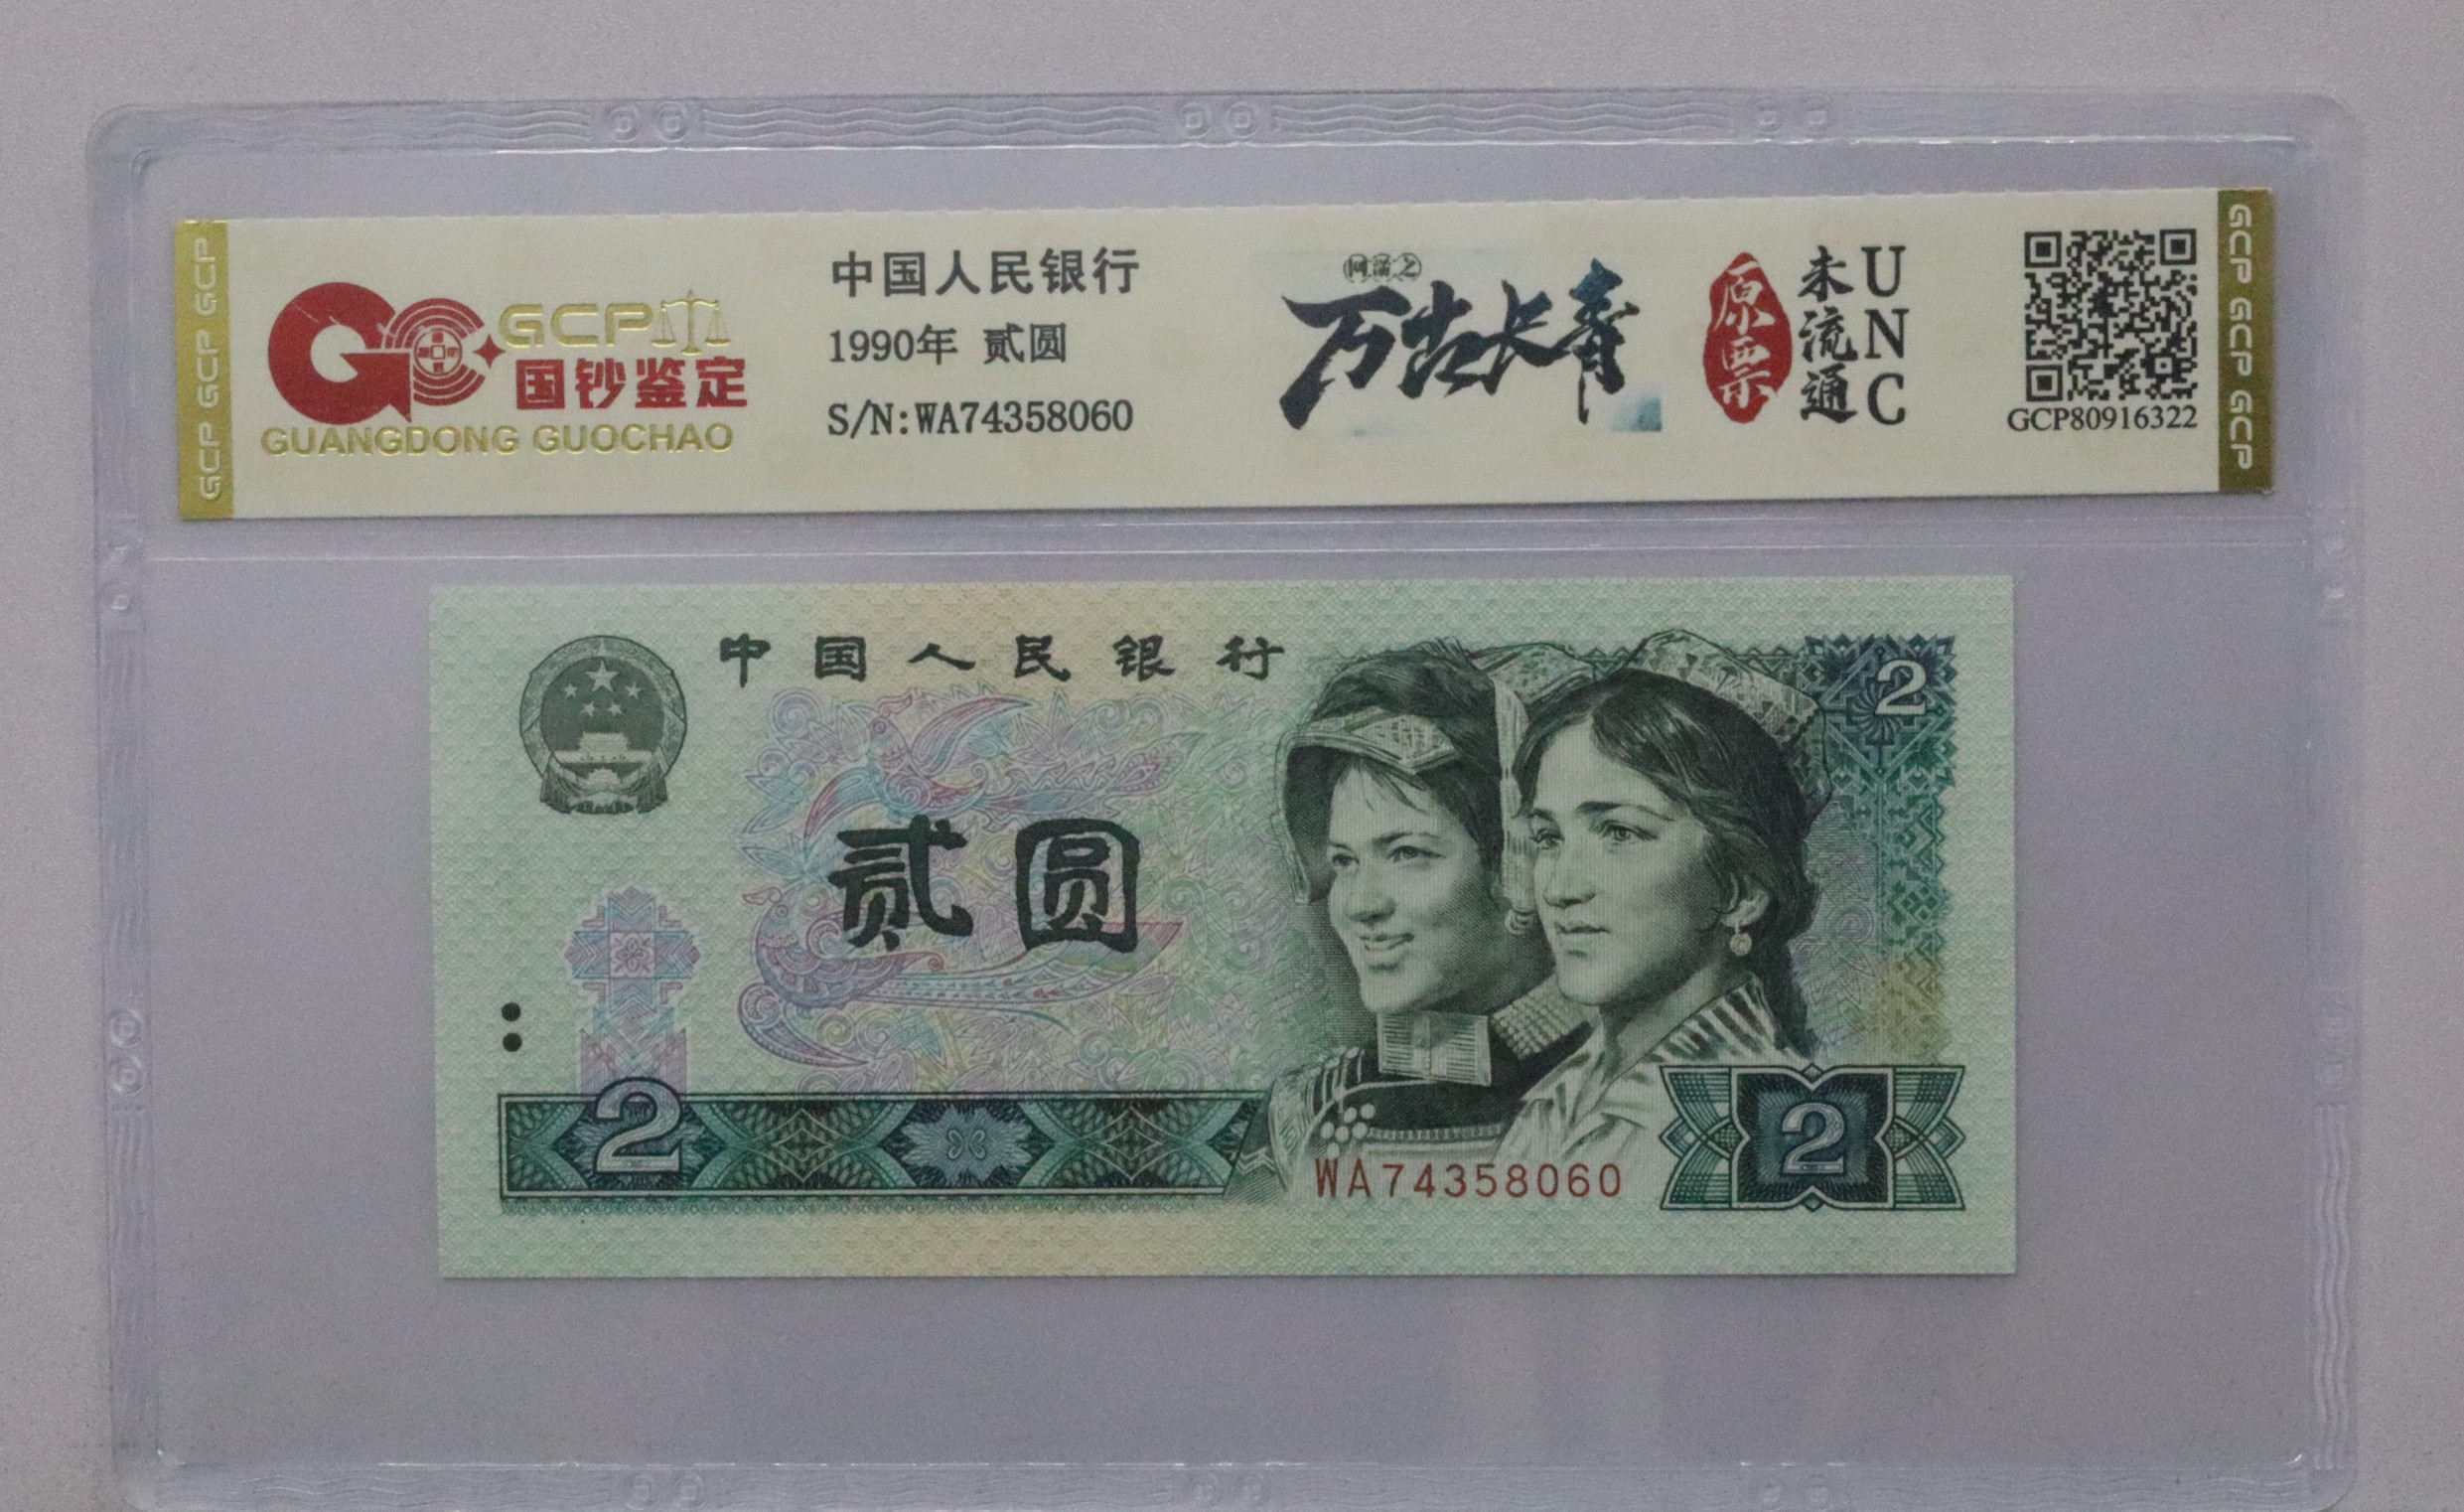 GCP GCP GCP
GCP
国钞鉴定
GUANGDONG GUOCHAO
中国人民银行
1990年 贰圆
S/N:WA74358060
万古长青
原票
未流通
UNC
GCP80916322
GCP GCP GCP
中国人民银行
2
贰圆
2
WA74358060
2